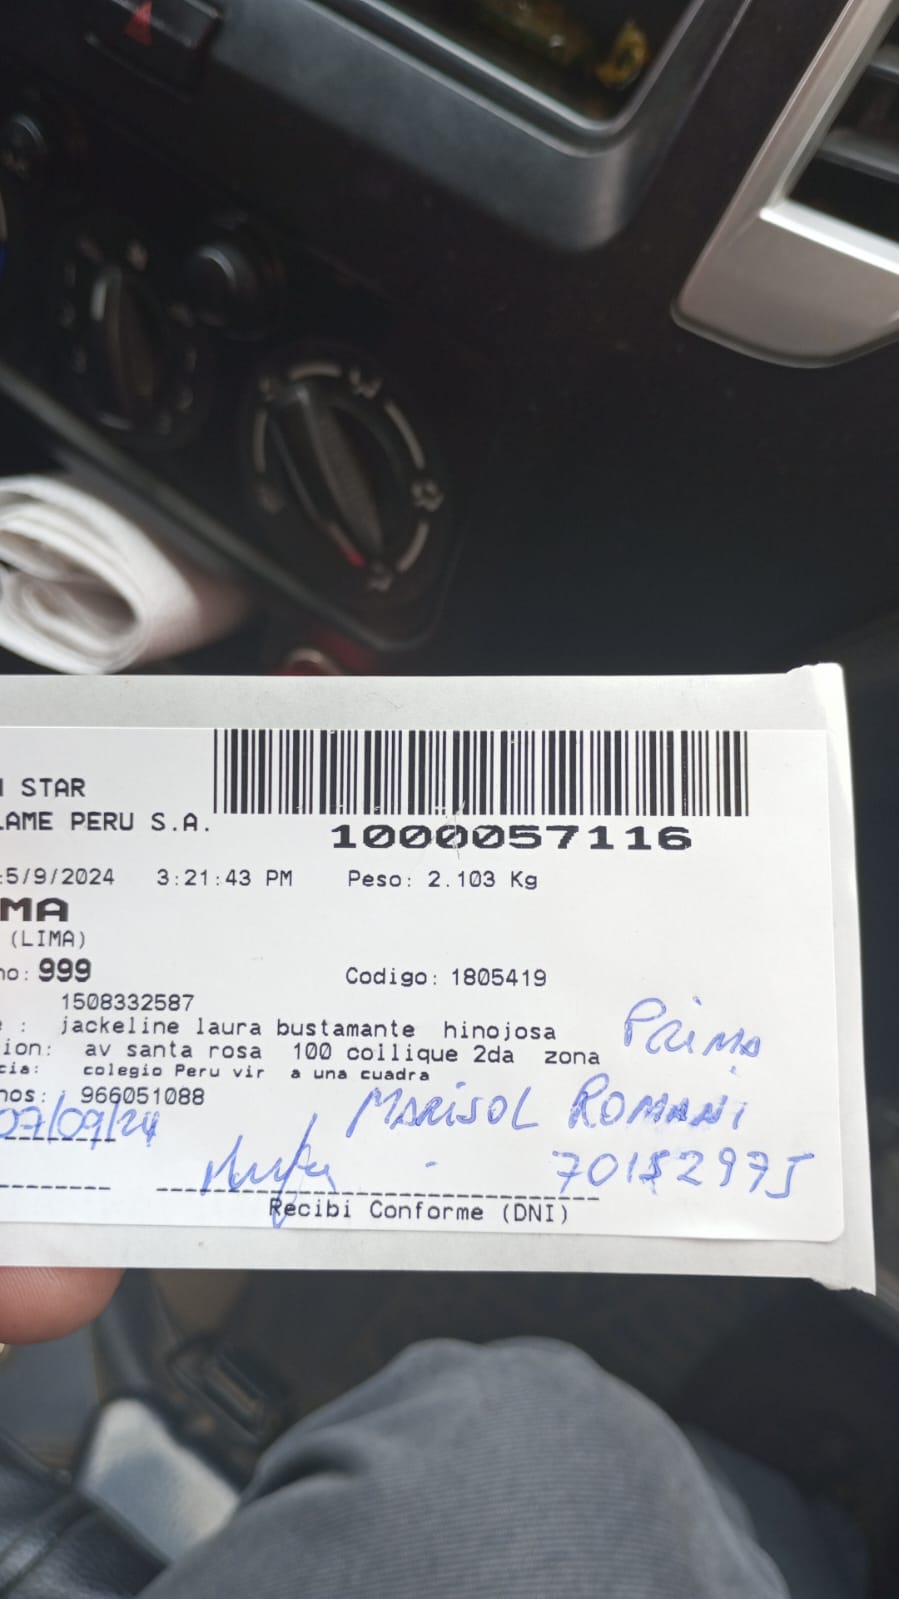 STAR
LAME PERU S.A.
1000057116
5/9/2024 3:21:43 PM Peso: 2.103 Kg
MA
(LIMA)
no: 999 Codigo: 1805419
1508332587
: jackeline laura bustamante hinojosa
ion: av santa rosa 100 collique 2da zona
Prima
cia: colegio Peru vir a una cuadra
nos: 966051088
07/09/24 MARISOL ROMANI
70152975
Recibi Conforme (DNI)